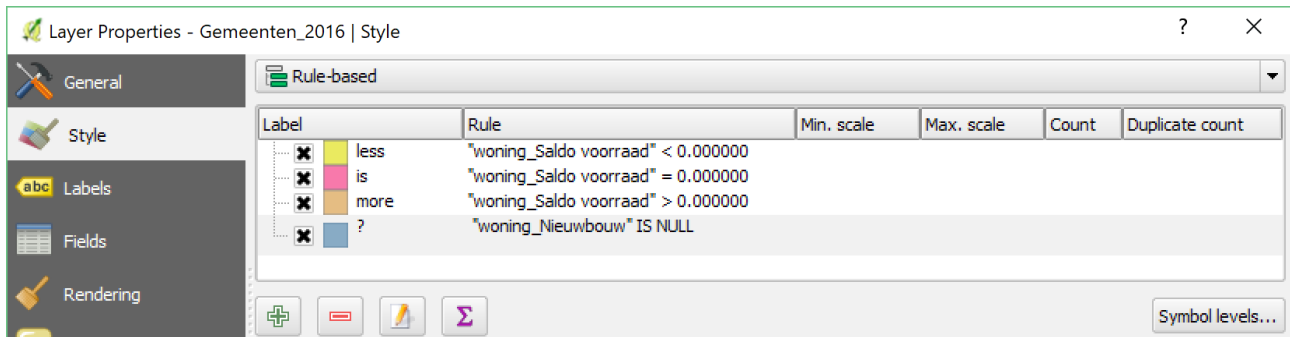 Layer Properties - Gemeenten_2016 | Style ?
General
Style
abc Labels
Fields
Rendering
Rule-based
Label Rule Min. scale Max. scale Count Duplicate count
less "woning_Saldo voorraad" < 0.000000
is "woning_Saldo voorraad" = 0.000000
more "woning_Saldo voorraad" > 0.000000
? "woning_Nieuwbouw" IS NULL
Σ
Symbol levels...